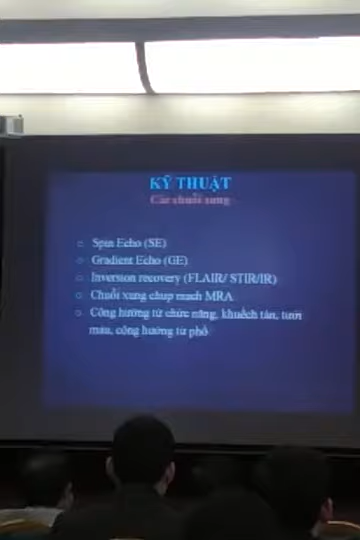 KỸ THUẬT
Các chuỗi xung
Spin Echo (SE)
Gradient Echo (GE)
Inversion recovery (FLAIR/ STIR/IR)
Chuỗi xung chụp mạch MRA
Cộng hưởng từ chức năng, khuếch tán, tưới
máu, cộng hưởng từ phổ